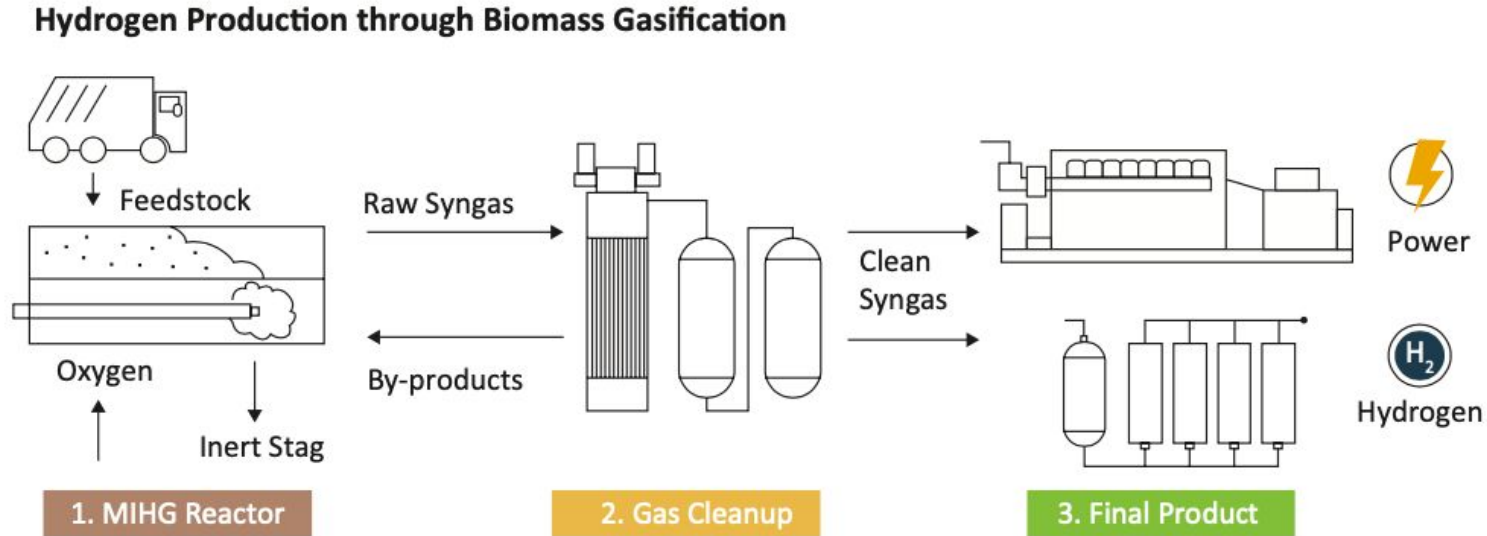 Hydrogen Production through Biomass Gasification
Feedstock
Oxygen
Inert Stag
Raw Syngas
By-products
Clean
Syngas
Power
H₂
Hydrogen
1. MIHG Reactor
2. Gas Cleanup
3. Final Product